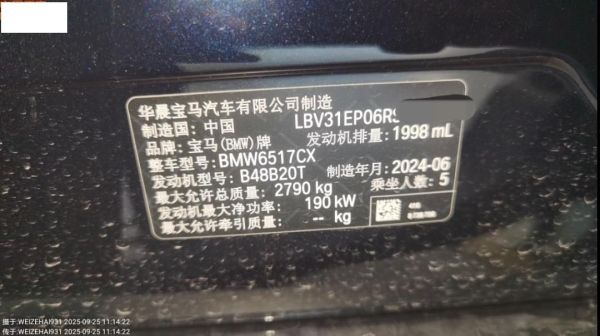 华晨宝马汽车有限公司制造
制造国: 中国 LBV31EP06R
品牌: 宝马(BMW)牌 发动机排量: 1998 mL
整车型号: BMW6517CX
发动机型号: B48B20T 制造年月: 2024-06
最大允许总质量: 2790 kg 乘坐人数: 5
发动机最大净功率: 190 kW
最大允许牵引质量: -- kg
摄于:WEIZEHAI931 2025-09-25 11:14:22
传于:WEIZEHAI931 2025-09-25 11:14:22